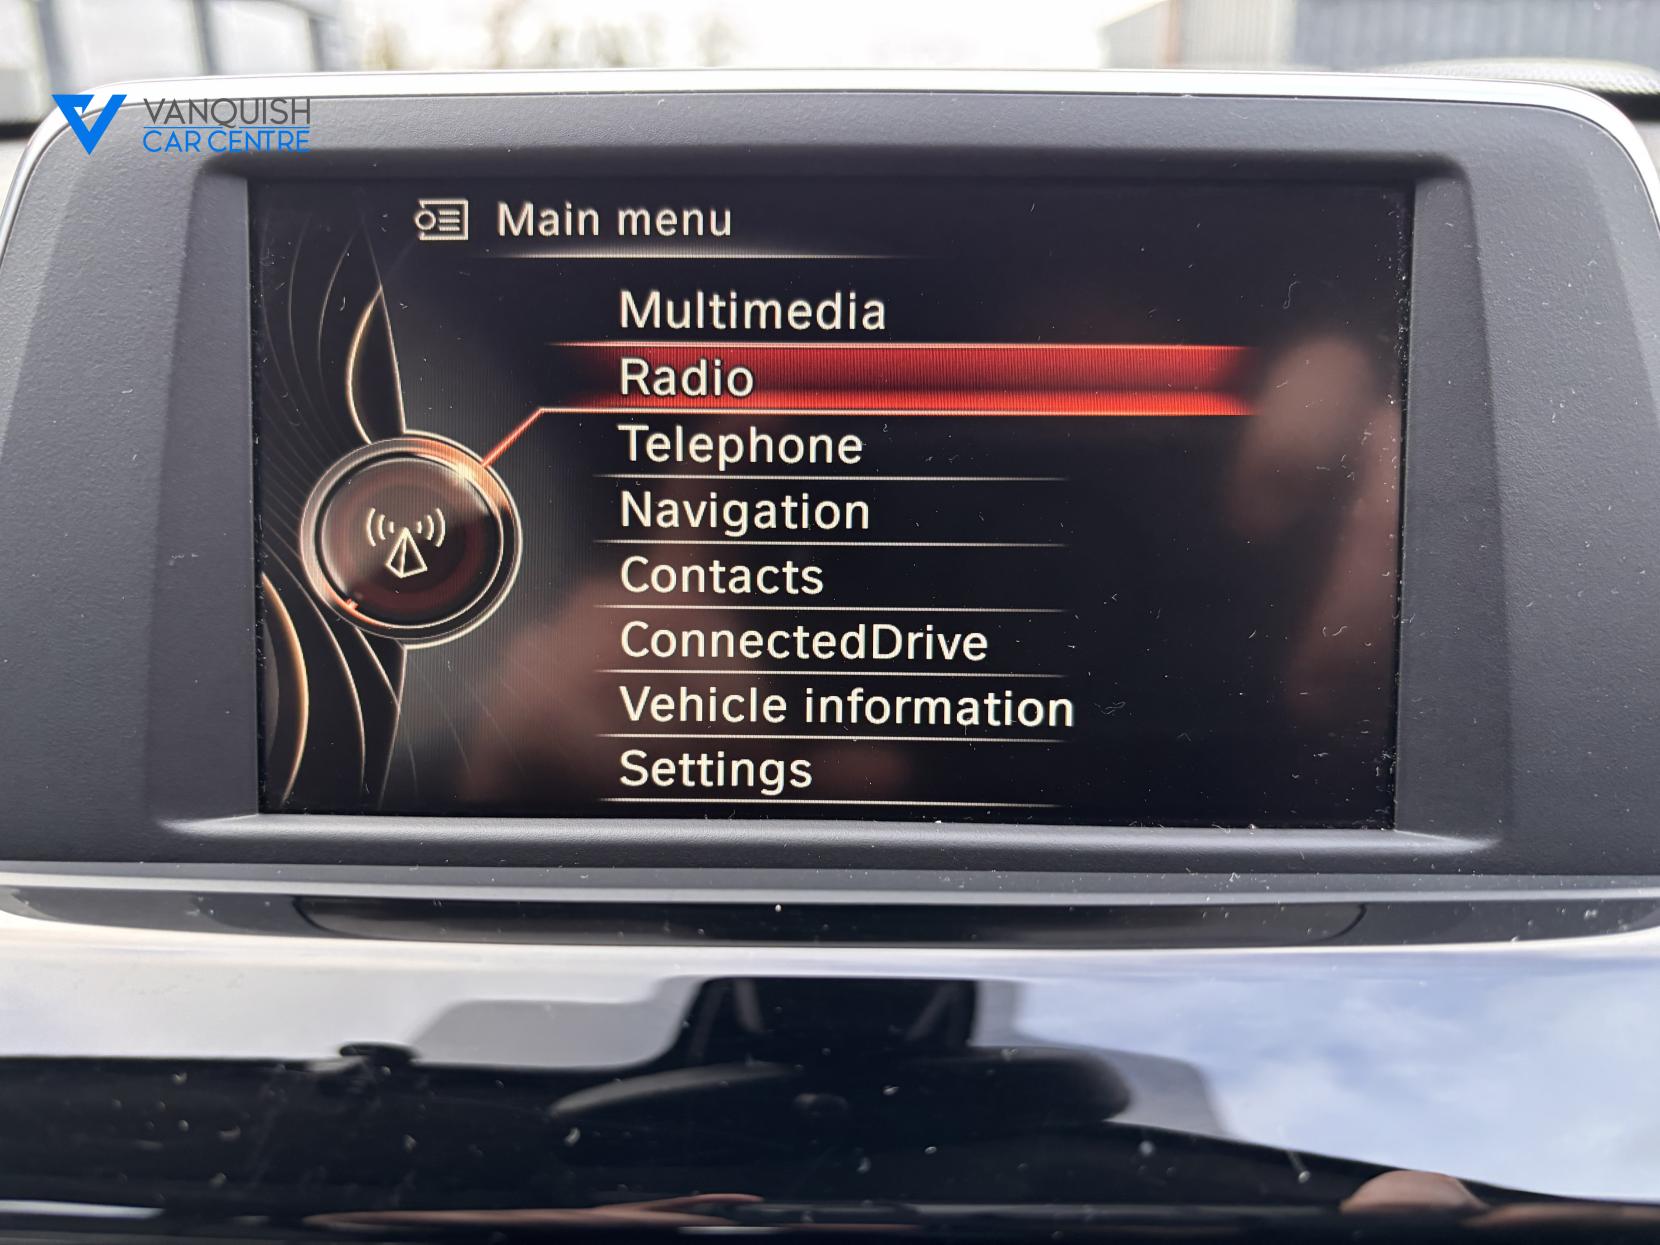 VANQUISH
CAR CENTRE
Main menu
Multimedia
Radio
Telephone
Navigation
Contacts
ConnectedDrive
Vehicle information
Settings